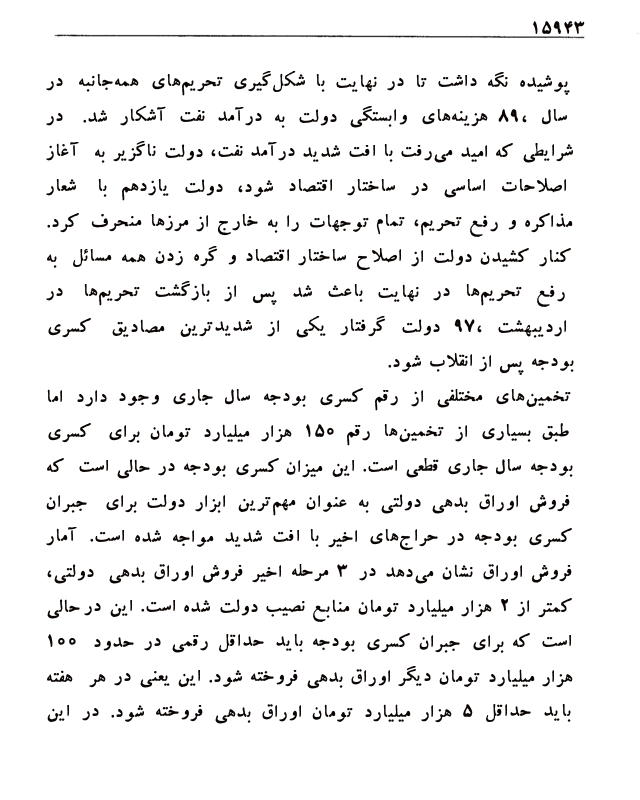 ۱۵۹۴۳
پوشیده نگه داشت تا در نهایت با شکل‌گیری تحریم‌های همه‌جانبه در
سال ۸۹، هزینه‌های وابستگی دولت به درآمد نفت آشکار شد. در
شرایطی که امید می‌رفت با افت شدید درآمد نفت، دولت ناگزیر به آغاز
اصلاحات اساسی در ساختار اقتصاد شود، دولت یازدهم با شعار
مذاکره و رفع تحریم، تمام توجهات را به خارج از مرزها منحرف کرد.
کنار کشیدن دولت از اصلاح ساختار اقتصاد و گره زدن همه مسائل به
رفع تحریم‌ها در نهایت باعث شد پس از بازگشت تحریم‌ها در
اردیبهشت ۹۷، دولت گرفتار یکی از شدیدترین مصادیق کسری
بودجه پس از انقلاب شود.
تخمین‌های مختلفی از رقم کسری بودجه سال جاری وجود دارد اما
طبق بسیاری از تخمین‌ها رقم ۱۵۰ هزار میلیارد تومان برای کسری
بودجه سال جاری قطعی است. این میزان کسری بودجه در حالی است که
فروش اوراق بدهی دولتی به عنوان مهم‌ترین ابزار دولت برای جبران
کسری بودجه در حراج‌های اخیر با افت شدید مواجه شده است. آمار
فروش اوراق نشان می‌دهد در ۳ مرحله اخیر فروش اوراق بدهی دولتی،
کمتر از ۲ هزار میلیارد تومان منابع نصیب دولت شده است. این در حالی
است که برای جبران کسری بودجه باید حداقل رقمی در حدود ۱۰۰
هزار میلیارد تومان دیگر اوراق بدهی فروخته شود. این یعنی در هر هفته
باید حداقل ۵ هزار میلیارد تومان اوراق بدهی فروخته شود. در این